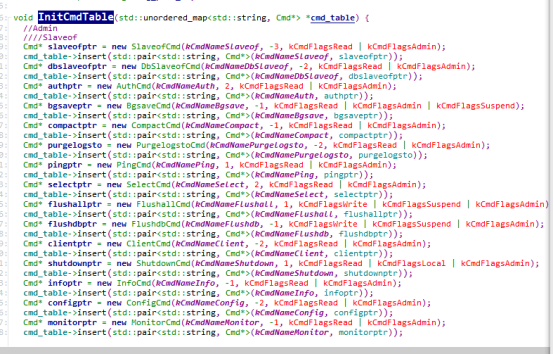 void InitCmdTable(std::unordered_map<std::string, Cmd*> *cmd_table) {
//Admin
////Slaveof
Cmd* slaveofptr = new SlaveofCmd(kCmdNameSlaveof, -3, kCmdFlagsRead | kCmdFlagsAdmin);
cmd_table->insert(std::pair<std::string, Cmd*>(kCmdNameSlaveof, slaveofptr));
Cmd* dbslaveofptr = new DbSlaveofCmd(kCmdNameDbSlaveof, -2, kCmdFlagsRead | kCmdFlagsAdmin);
cmd_table->insert(std::pair<std::string, Cmd*>(kCmdNameDbSlaveof, dbslaveofptr));
Cmd* authptr = new AuthCmd(kCmdNameAuth, 2, kCmdFlagsRead | kCmdFlagsAdmin);
cmd_table->insert(std::pair<std::string, Cmd*>(kCmdNameAuth, authptr));
Cmd* bgsaveptr = new BgsaveCmd(kCmdNameBgsave, -1, kCmdFlagsRead | kCmdFlagsAdmin | kCmdFlagsSuspend);
cmd_table->insert(std::pair<std::string, Cmd*>(kCmdNameBgsave, bgsaveptr));
Cmd* compactptr = new CompactCmd(kCmdNameCompact, -1, kCmdFlagsRead | kCmdFlagsAdmin);
cmd_table->insert(std::pair<std::string, Cmd*>(kCmdNameCompact, compactptr));
Cmd* purgelogsto = new PurgelogstoCmd(kCmdNamePurgelogsto, -2, kCmdFlagsRead | kCmdFlagsAdmin);
cmd_table->insert(std::pair<std::string, Cmd*>(kCmdNamePurgelogsto, purgelogsto));
Cmd* pingptr = new PingCmd(kCmdNamePing, 1, kCmdFlagsRead | kCmdFlagsAdmin);
cmd_table->insert(std::pair<std::string, Cmd*>(kCmdNamePing, pingptr));
Cmd* selectptr = new SelectCmd(kCmdNameSelect, 2, kCmdFlagsRead | kCmdFlagsAdmin);
cmd_table->insert(std::pair<std::string, Cmd*>(kCmdNameSelect, selectptr));
Cmd* flushallptr = new FlushallCmd(kCmdNameFlushall, 1, kCmdFlagsWrite | kCmdFlagsSuspend | kCmdFlagsAdmin)
cmd_table->insert(std::pair<std::string, Cmd*>(kCmdNameFlushall, flushallptr));
Cmd* flushdbptr = new FlushdbCmd(kCmdNameFlushdb, -1, kCmdFlagsWrite | kCmdFlagsSuspend | kCmdFlagsAdmin);
cmd_table->insert(std::pair<std::string, Cmd*>(kCmdNameFlushdb, flushdbptr));
Cmd* clientptr = new ClientCmd(kCmdNameClient, -2, kCmdFlagsRead | kCmdFlagsAdmin);
cmd_table->insert(std::pair<std::string, Cmd*>(kCmdNameClient, clientptr));
Cmd* shutdownptr = new ShutdownCmd(kCmdNameShutdown, 1, kCmdFlagsRead | kCmdFlagsLocal | kCmdFlagsAdmin);
cmd_table->insert(std::pair<std::string, Cmd*>(kCmdNameShutdown, shutdownptr));
Cmd* infoptr = new InfoCmd(kCmdNameInfo, -1, kCmdFlagsRead | kCmdFlagsAdmin);
cmd_table->insert(std::pair<std::string, Cmd*>(kCmdNameInfo, infoptr));
Cmd* configptr = new ConfigCmd(kCmdNameConfig, -2, kCmdFlagsRead | kCmdFlagsAdmin);
cmd_table->insert(std::pair<std::string, Cmd*>(kCmdNameConfig, configptr));
Cmd* monitorptr = new MonitorCmd(kCmdNameMonitor, -1, kCmdFlagsRead | kCmdFlagsAdmin);
cmd_table->insert(std::pair<std::string, Cmd*>(kCmdNameMonitor, monitorptr));